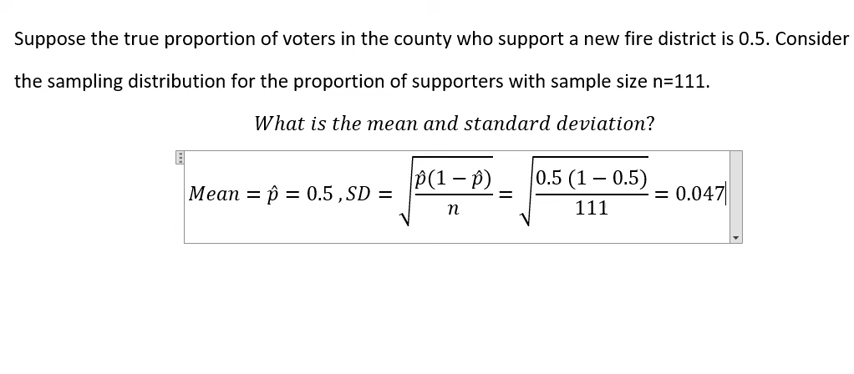 Suppose the true proportion of voters in the county who support a new fire district is 0.5. Consider
the sampling distribution for the proportion of supporters with sample size n=111.
What is the mean and standard deviation?
Mean = p̂ = 0.5 , SD = √(p̂(1 − p̂)/n) = √(0.5 (1 − 0.5)/111) = 0.047